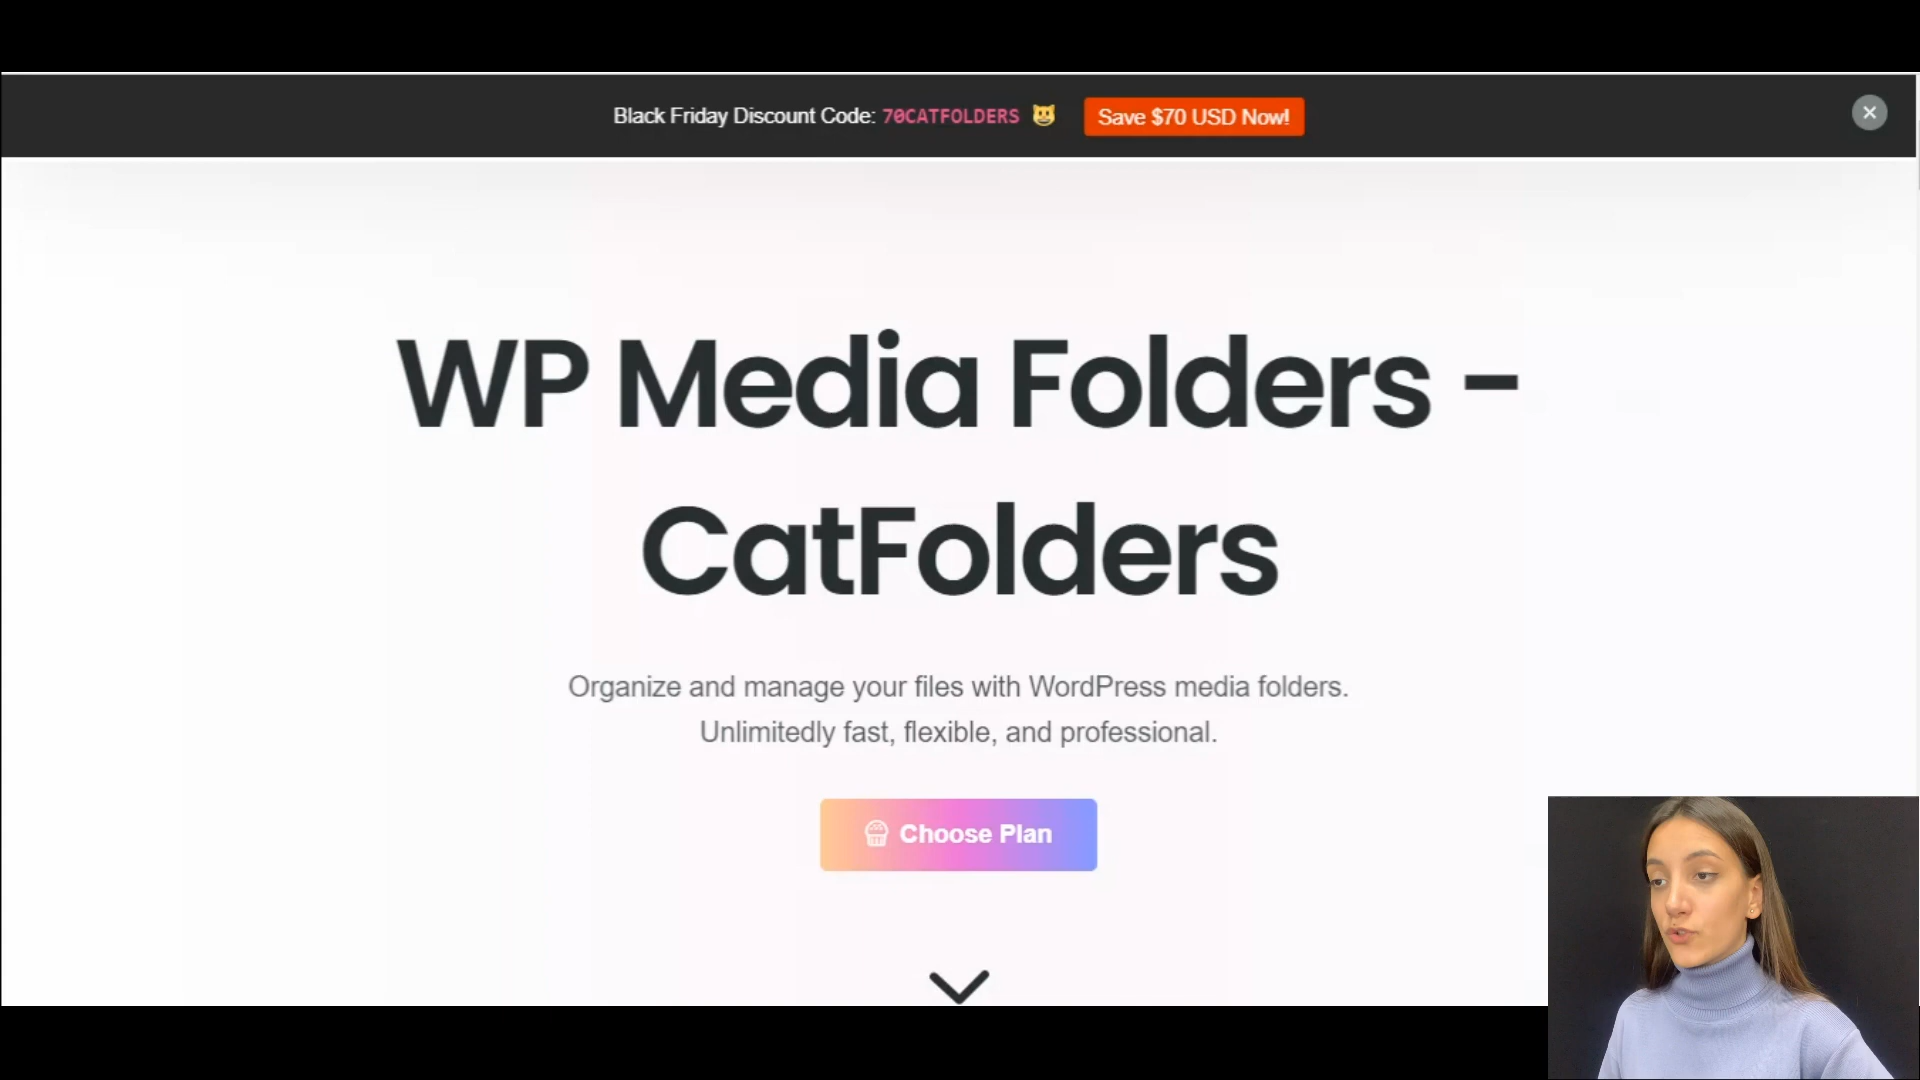 Black Friday Discount Code: 70CATFOLDERS 😺 Save $70 USD Now!
WP Media Folders -
CatFolders
Organize and manage your files with WordPress media folders.
Unlimitedly fast, flexible, and professional.
Choose Plan